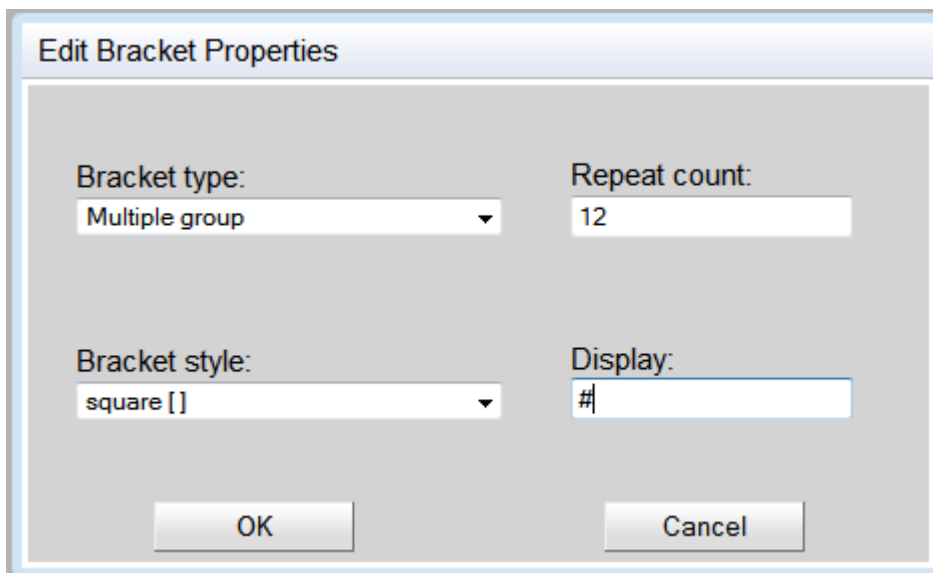 Edit Bracket Properties
Bracket type:
Repeat count:
Multiple group
12
Bracket style:
Display:
square [ ]
#
OK
Cancel